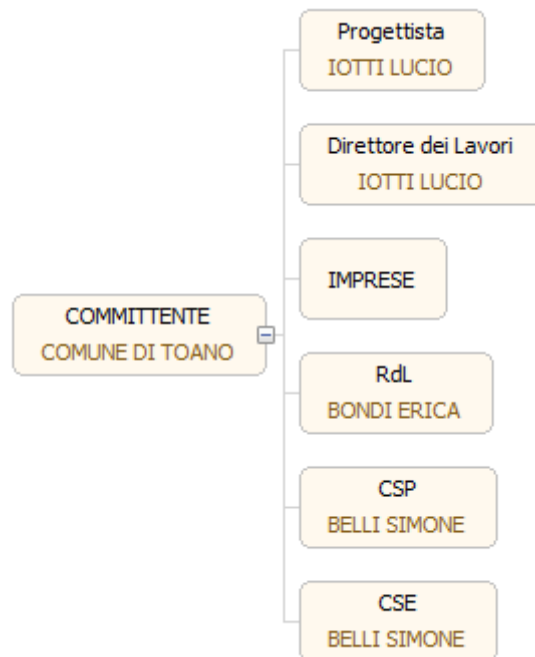 Progettista
IOTTI LUCIO
Direttore dei Lavori
IOTTI LUCIO
IMPRESE
COMMITTENTE
COMUNE DI TOANO
RdL
BONDI ERICA
CSP
BELLI SIMONE
CSE
BELLI SIMONE